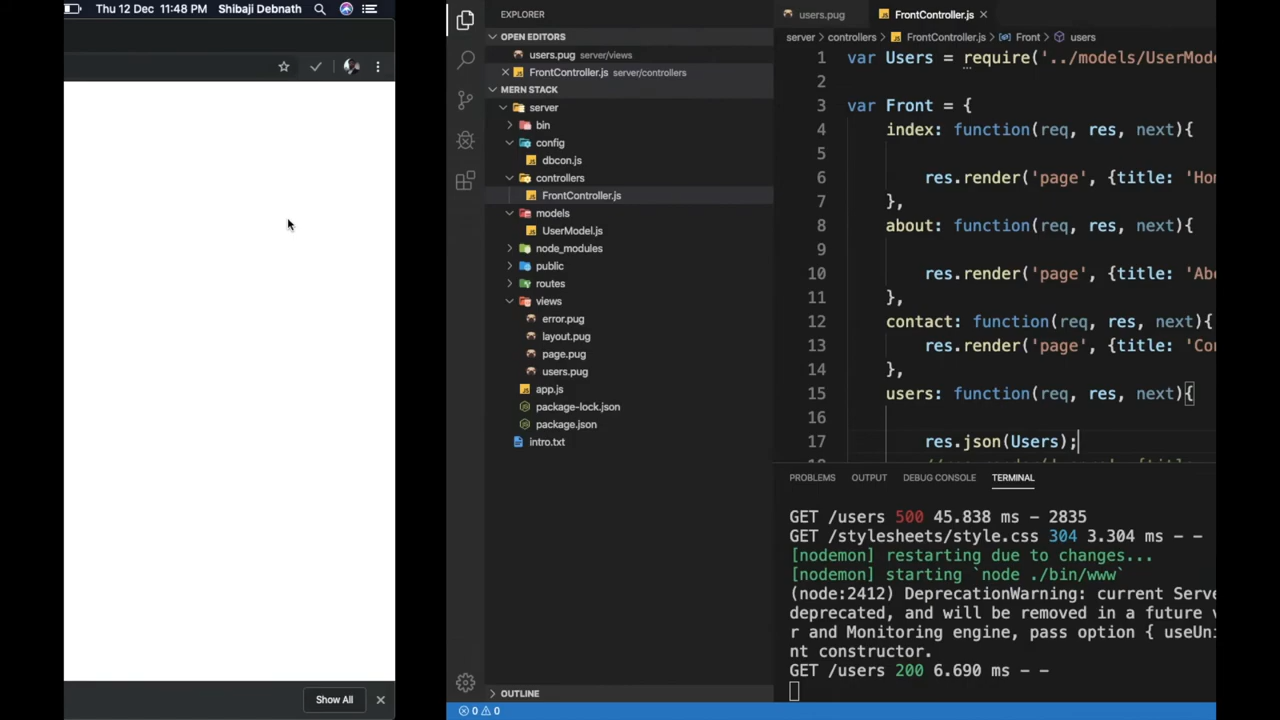 Thu 12 Dec 11:48 PM Shibaji Debnath
Show All
EXPLORER
OPEN EDITORS
users.pug server/views
FrontController.js server/controllers
MERN STACK
server
bin
config
dbcon.js
controllers
FrontController.js
models
UserModel.js
node_modules
public
routes
views
error.pug
layout.pug
page.pug
users.pug
app.js
package-lock.json
package.json
intro.txt
OUTLINE
0 0
users.pug FrontController.js
server controllers FrontController.js Front users
1 var Users = require('../models/UserMode
2
3 var Front = {
4 index: function(req, res, next){
5
6 res.render('page', {title: 'Ho
7 },
8 about: function(req, res, next){
9
10 res.render('page', {title: 'Abo
11 },
12 contact: function(req, res, next){
13 res.render('page', {title: 'Co
14 },
15 users: function(req, res, next){
16
17 res.json(Users);
PROBLEMS OUTPUT DEBUG CONSOLE TERMINAL
GET /users 500 45.838 ms - 2835
GET /stylesheets/style.css 304 3.304 ms - -
[nodemon] restarting due to changes...
[nodemon] starting `node ./bin/www`
(node:2412) DeprecationWarning: current Serve
deprecated, and will be removed in a future v
r and Monitoring engine, pass option { useUni
nt constructor.
GET /users 200 6.690 ms - -